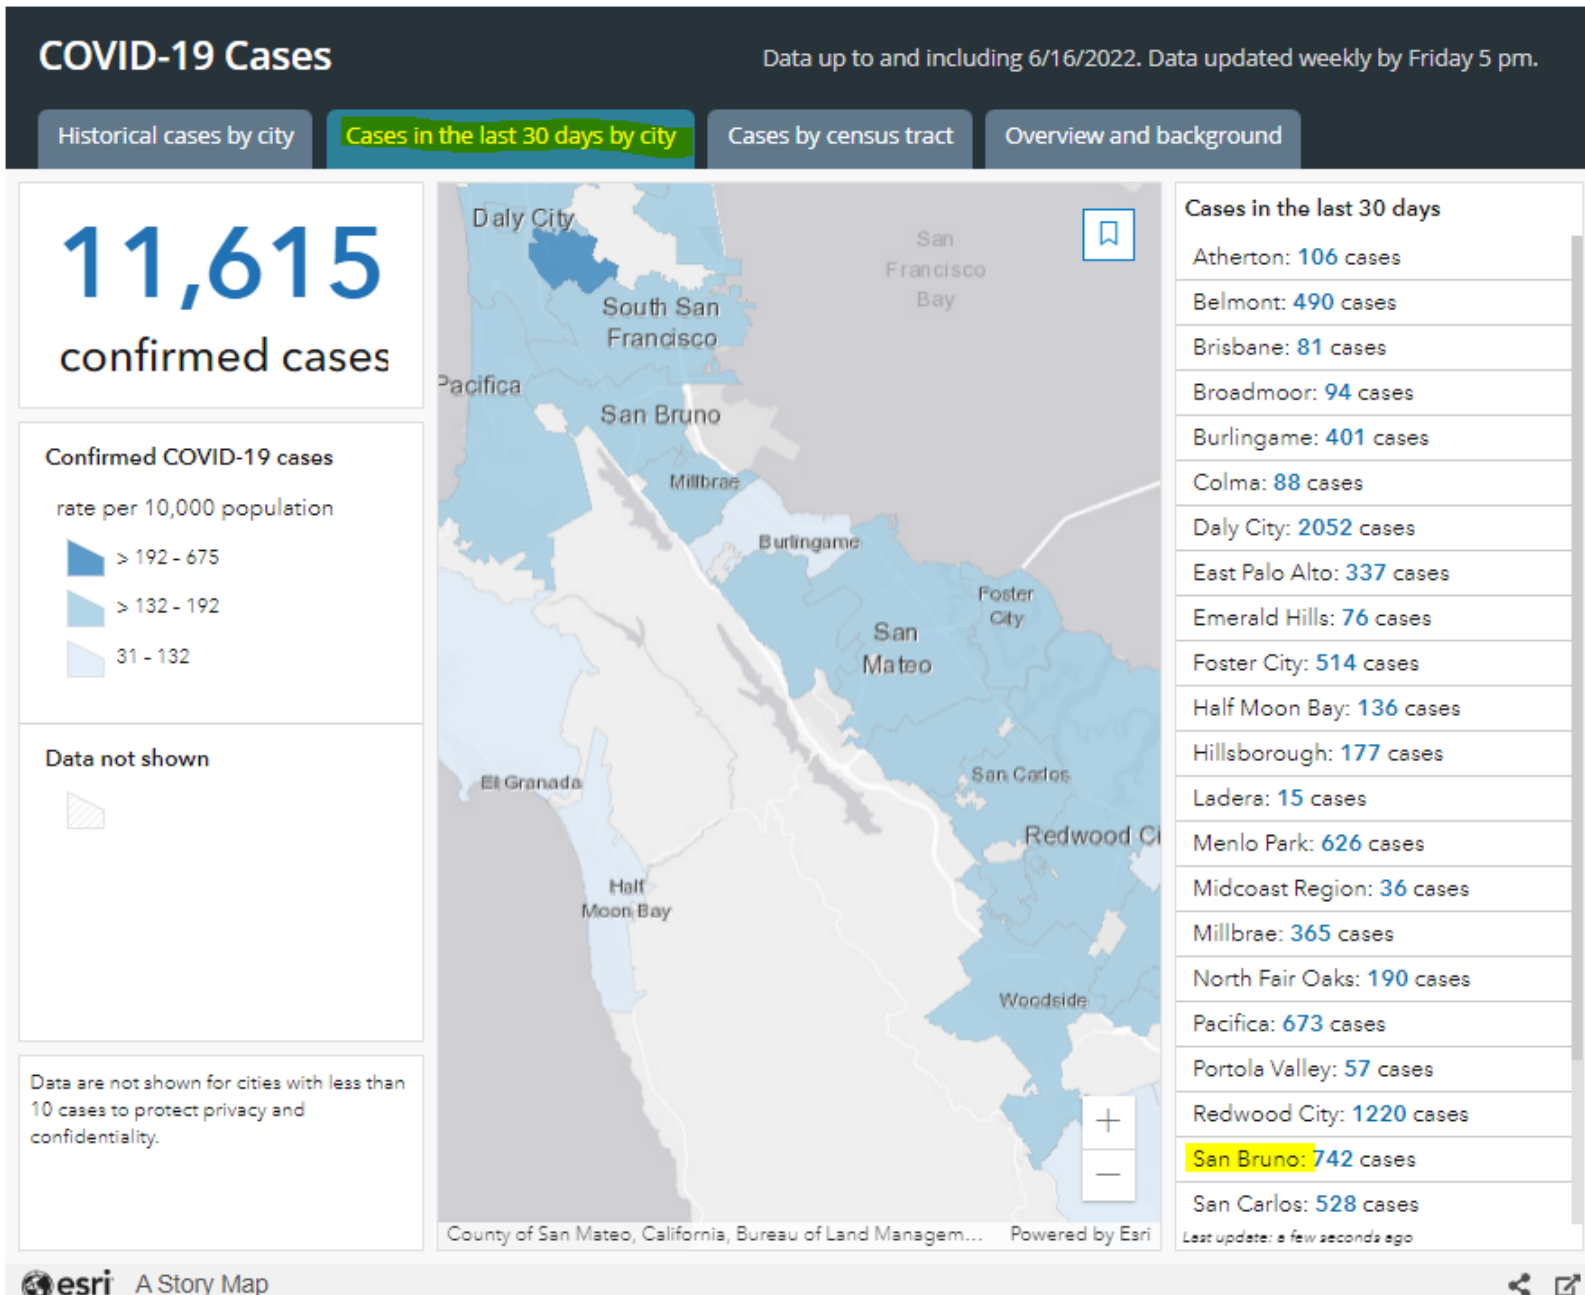 COVID-19 Cases
Data up to and including 6/16/2022. Data updated weekly by Friday 5 pm.
Historical cases by city
Cases in the last 30 days by city
Cases by census tract
Overview and background
11,615
confirmed cases
Confirmed COVID-19 cases
rate per 10,000 population
> 192 - 675
> 132 - 192
31 - 132
Data not shown
Data are not shown for cities with less than
10 cases to protect privacy and
confidentiality.
Daly City
San
Francisco
Bay
South San
Francisco
Pacifica
San Bruno
Millbrae
Burlingame
Foster
City
San
Mateo
San Carlos
El Granada
Redwood Ci
Half
Moon Bay
Woodside
+
−
County of San Mateo, California, Bureau of Land Managem...
Powered by Esri
Cases in the last 30 days
Atherton: 106 cases
Belmont: 490 cases
Brisbane: 81 cases
Broadmoor: 94 cases
Burlingame: 401 cases
Colma: 88 cases
Daly City: 2052 cases
East Palo Alto: 337 cases
Emerald Hills: 76 cases
Foster City: 514 cases
Half Moon Bay: 136 cases
Hillsborough: 177 cases
Ladera: 15 cases
Menlo Park: 626 cases
Midcoast Region: 36 cases
Millbrae: 365 cases
North Fair Oaks: 190 cases
Pacifica: 673 cases
Portola Valley: 57 cases
Redwood City: 1220 cases
San Bruno: 742 cases
San Carlos: 528 cases
Last update: a few seconds ago
esri
A Story Map